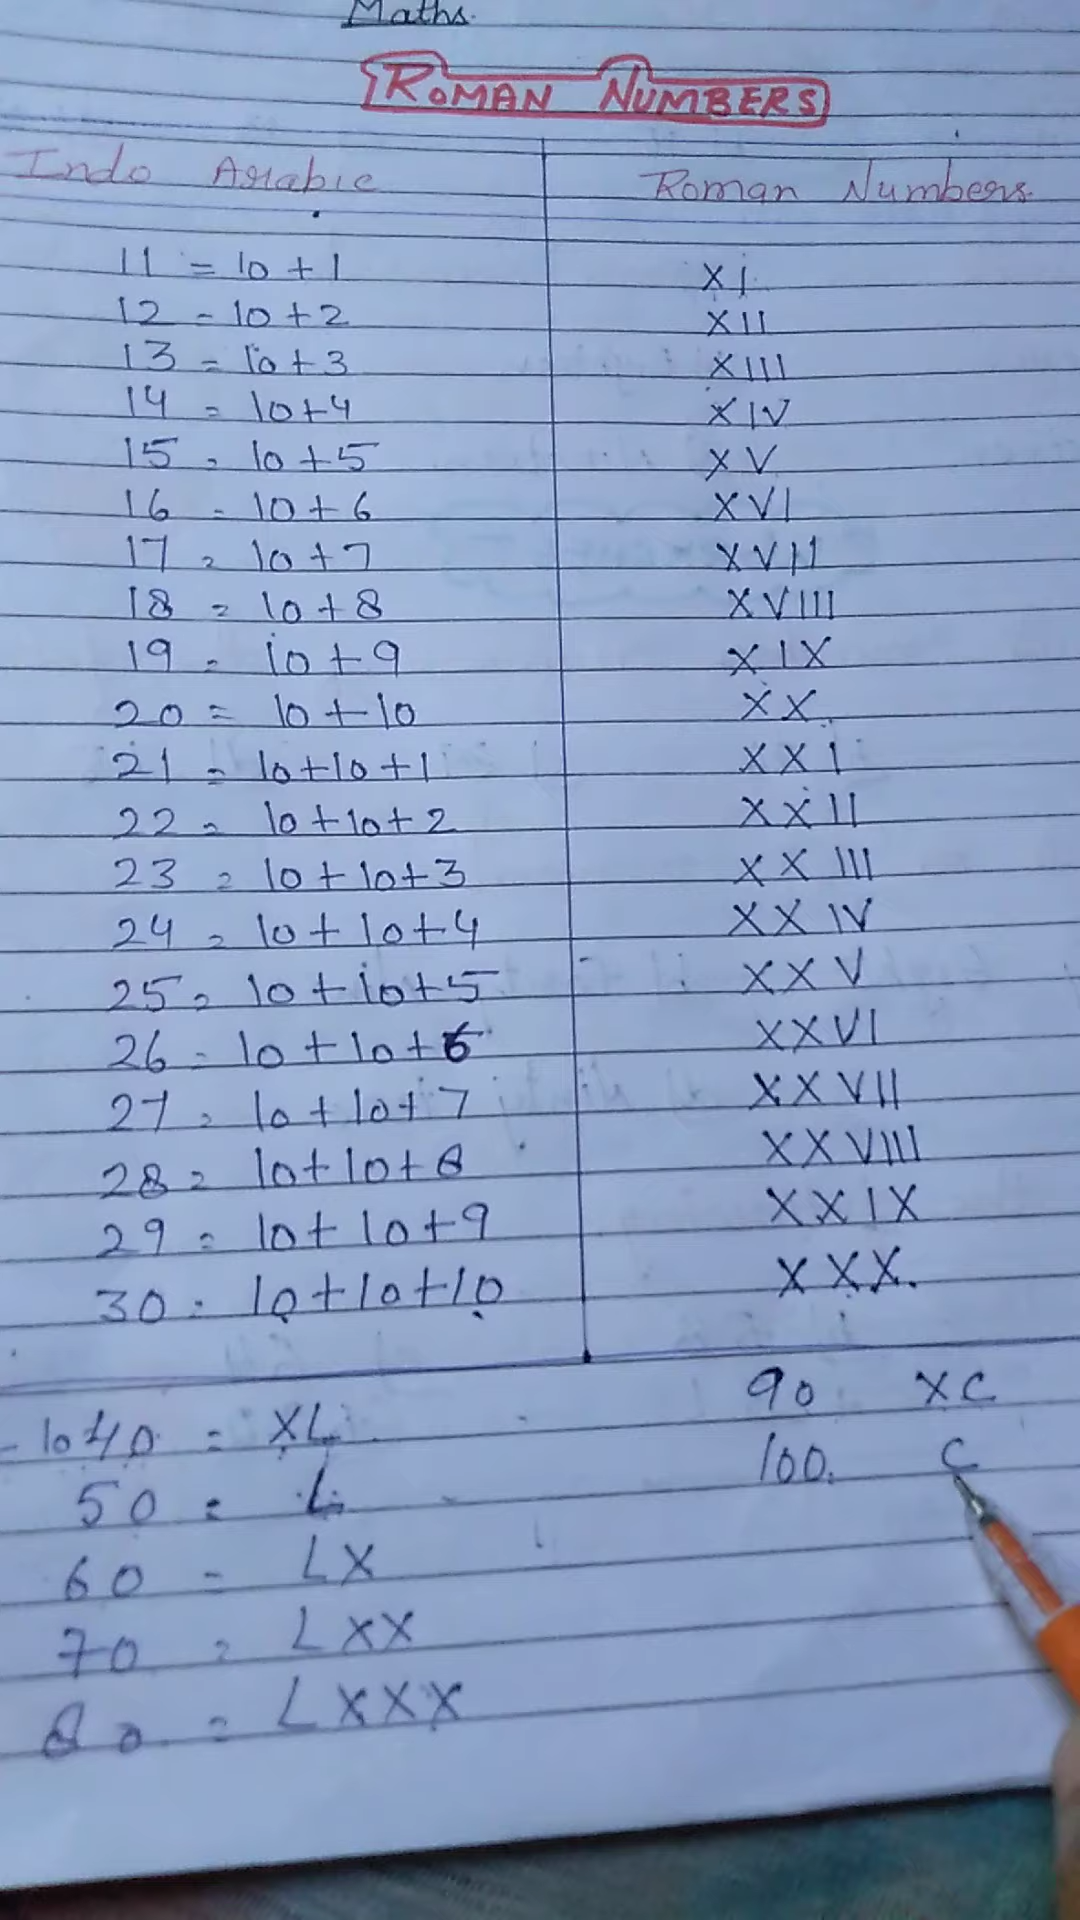 Maths.
ROMAN NUMBERS
Indo Arabic Roman Numbers.
11 = 10 + 1 XI.
12 = 10 + 2 XII
13 = 10 + 3 XIII
14 = 10 + 4 XIV
15 = 10 + 5 XV
16 = 10 + 6 XVI
17 = 10 + 7 XVII
18 = 10 + 8 XVIII
19 = 10 + 9 XIX
20 = 10 + 10 XX.
21 = 10 + 10 + 1 XXI
22 = 10 + 10 + 2 XXII
23 = 10 + 10 + 3 XXIII
24 = 10 + 10 + 4 XXIV
25 = 10 + 10 + 5 XXV
26 = 10 + 10 + 6 XXVI
27 = 10 + 10 + 7 XXVII
28 = 10 + 10 + 8 XXVIII
29 = 10 + 10 + 9 XXIX
30 = 10 + 10 + 10 XXX.
-10 40 = XL 90 XC
50 = L 100. C
60 = LX
70 = LXX
80 = LXXX